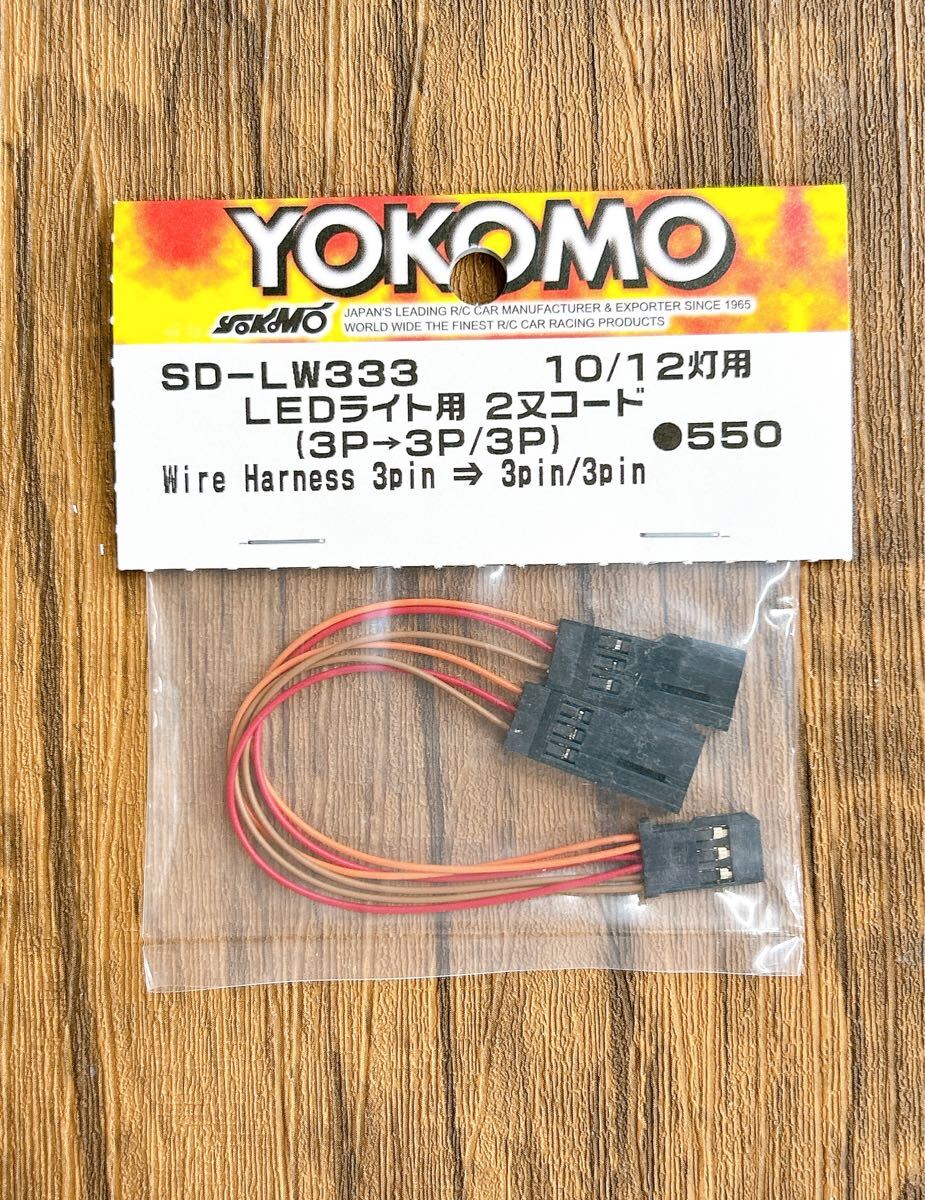 YOKOMO
YOKOMO
JAPAN'S LEADING R/C CAR MANUFACTURER & EXPORTER SINCE 1965
WORLD WIDE THE FINEST R/C CAR RACING PRODUCTS
SD-LW333 10/12灯用
LEDライト用 2又コード
(3P→3P/3P) ●550
Wire Harness 3pin ⇒ 3pin/3pin